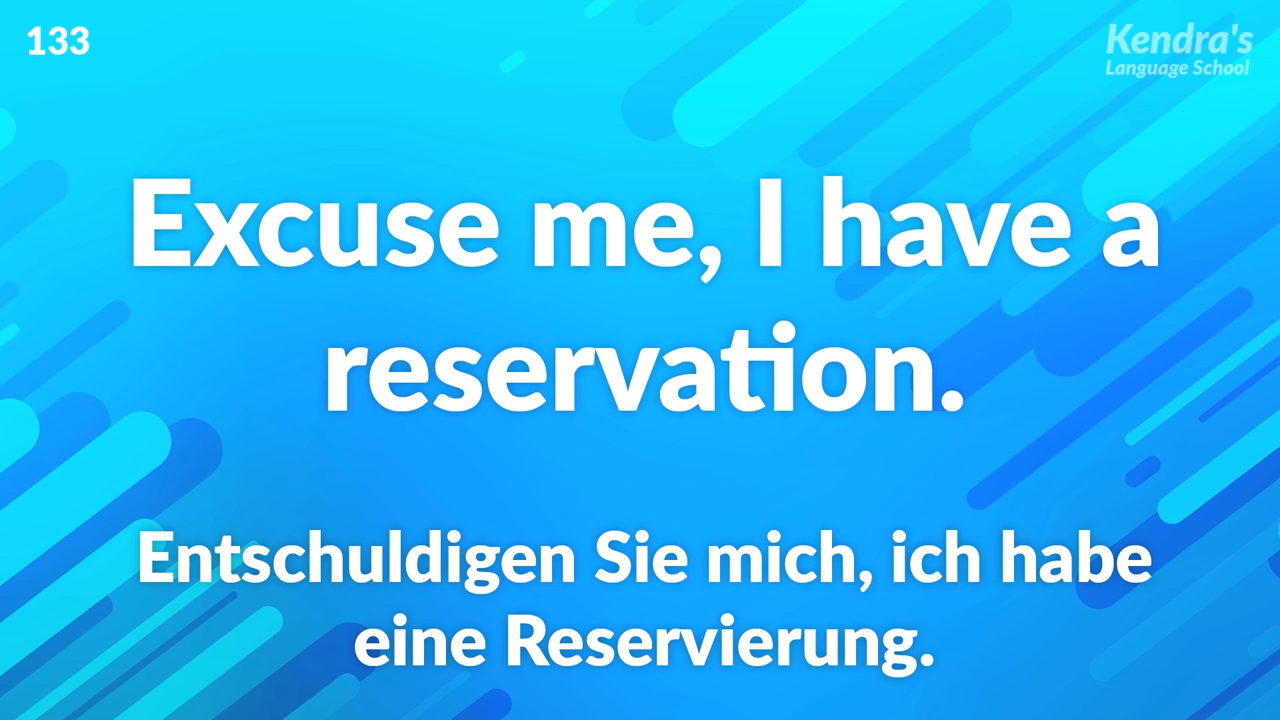 133
Kendra's
Language School
Excuse me, I have a
reservation.
Entschuldigen Sie mich, ich habe
eine Reservierung.